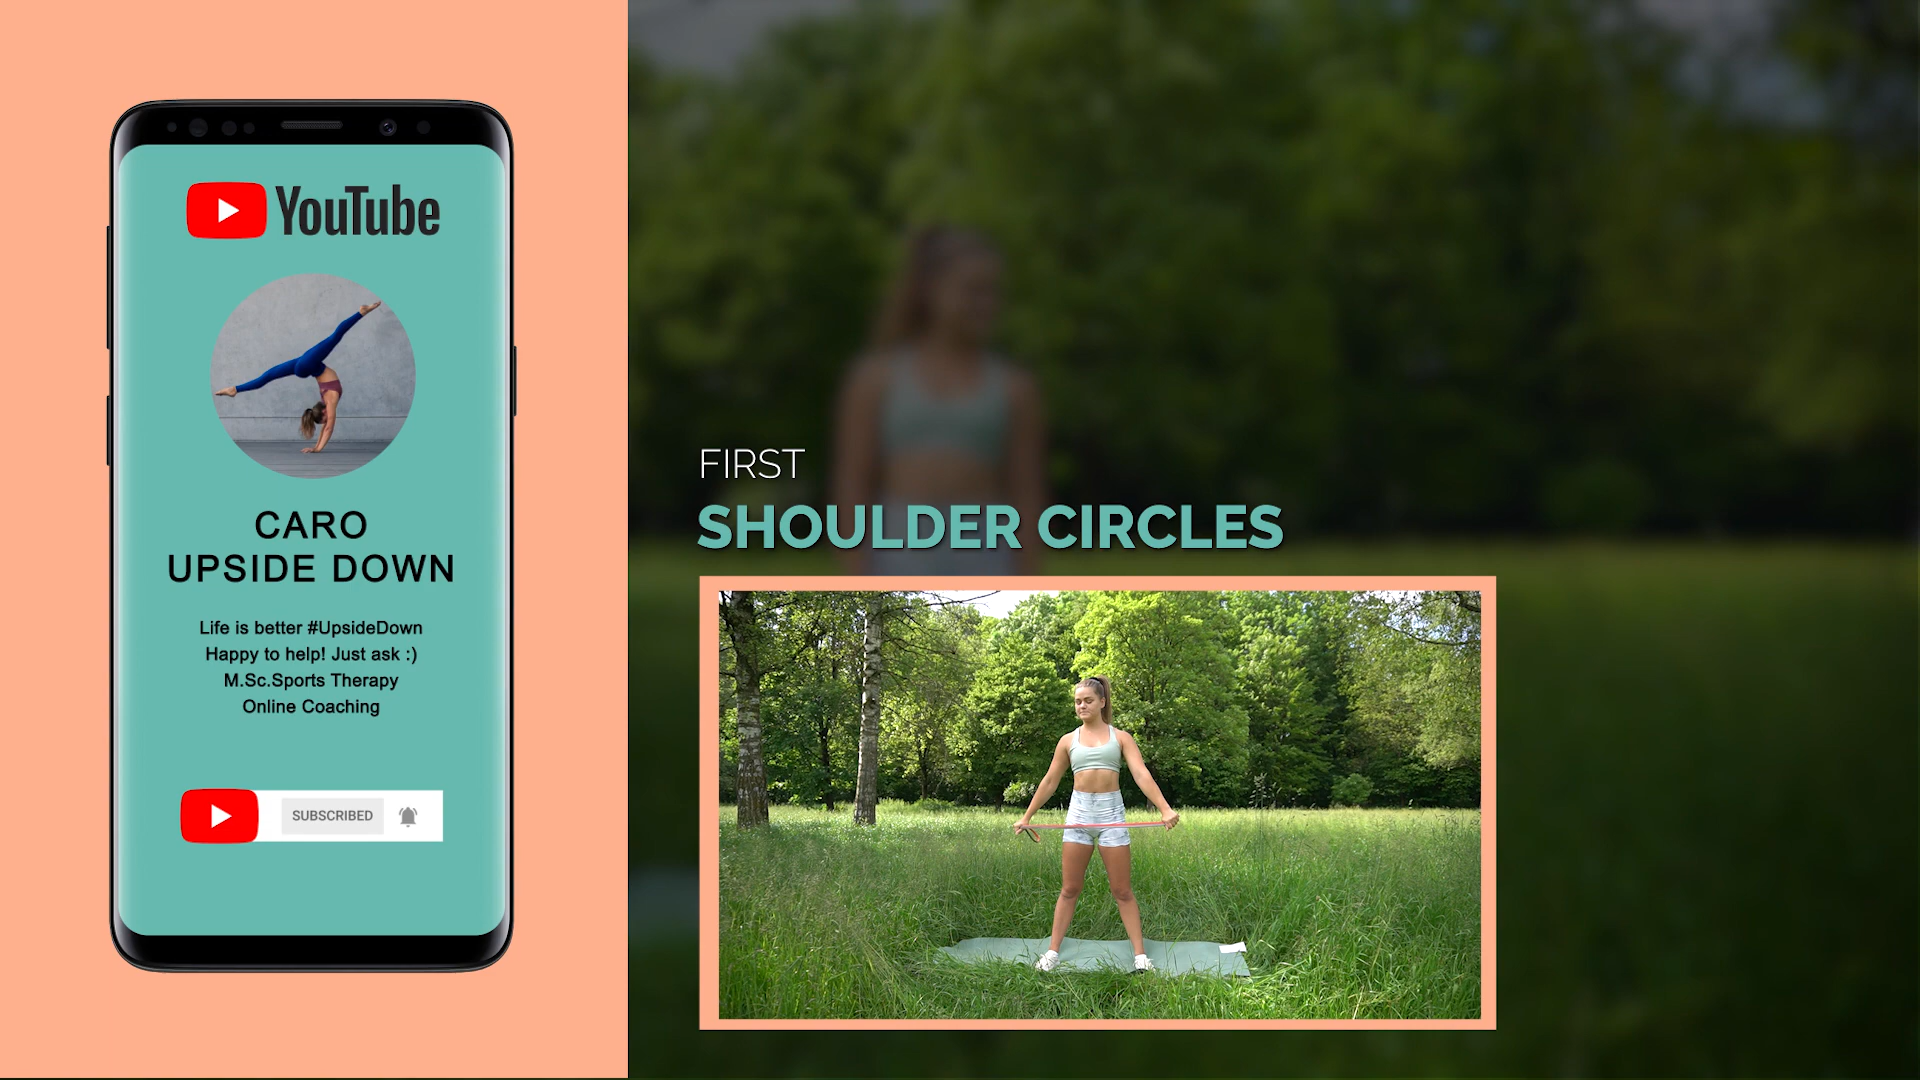 YouTube
CARO
UPSIDE DOWN
Life is better #UpsideDown
Happy to help! Just ask :)
M.Sc.Sports Therapy
Online Coaching
SUBSCRIBED
FIRST
SHOULDER CIRCLES